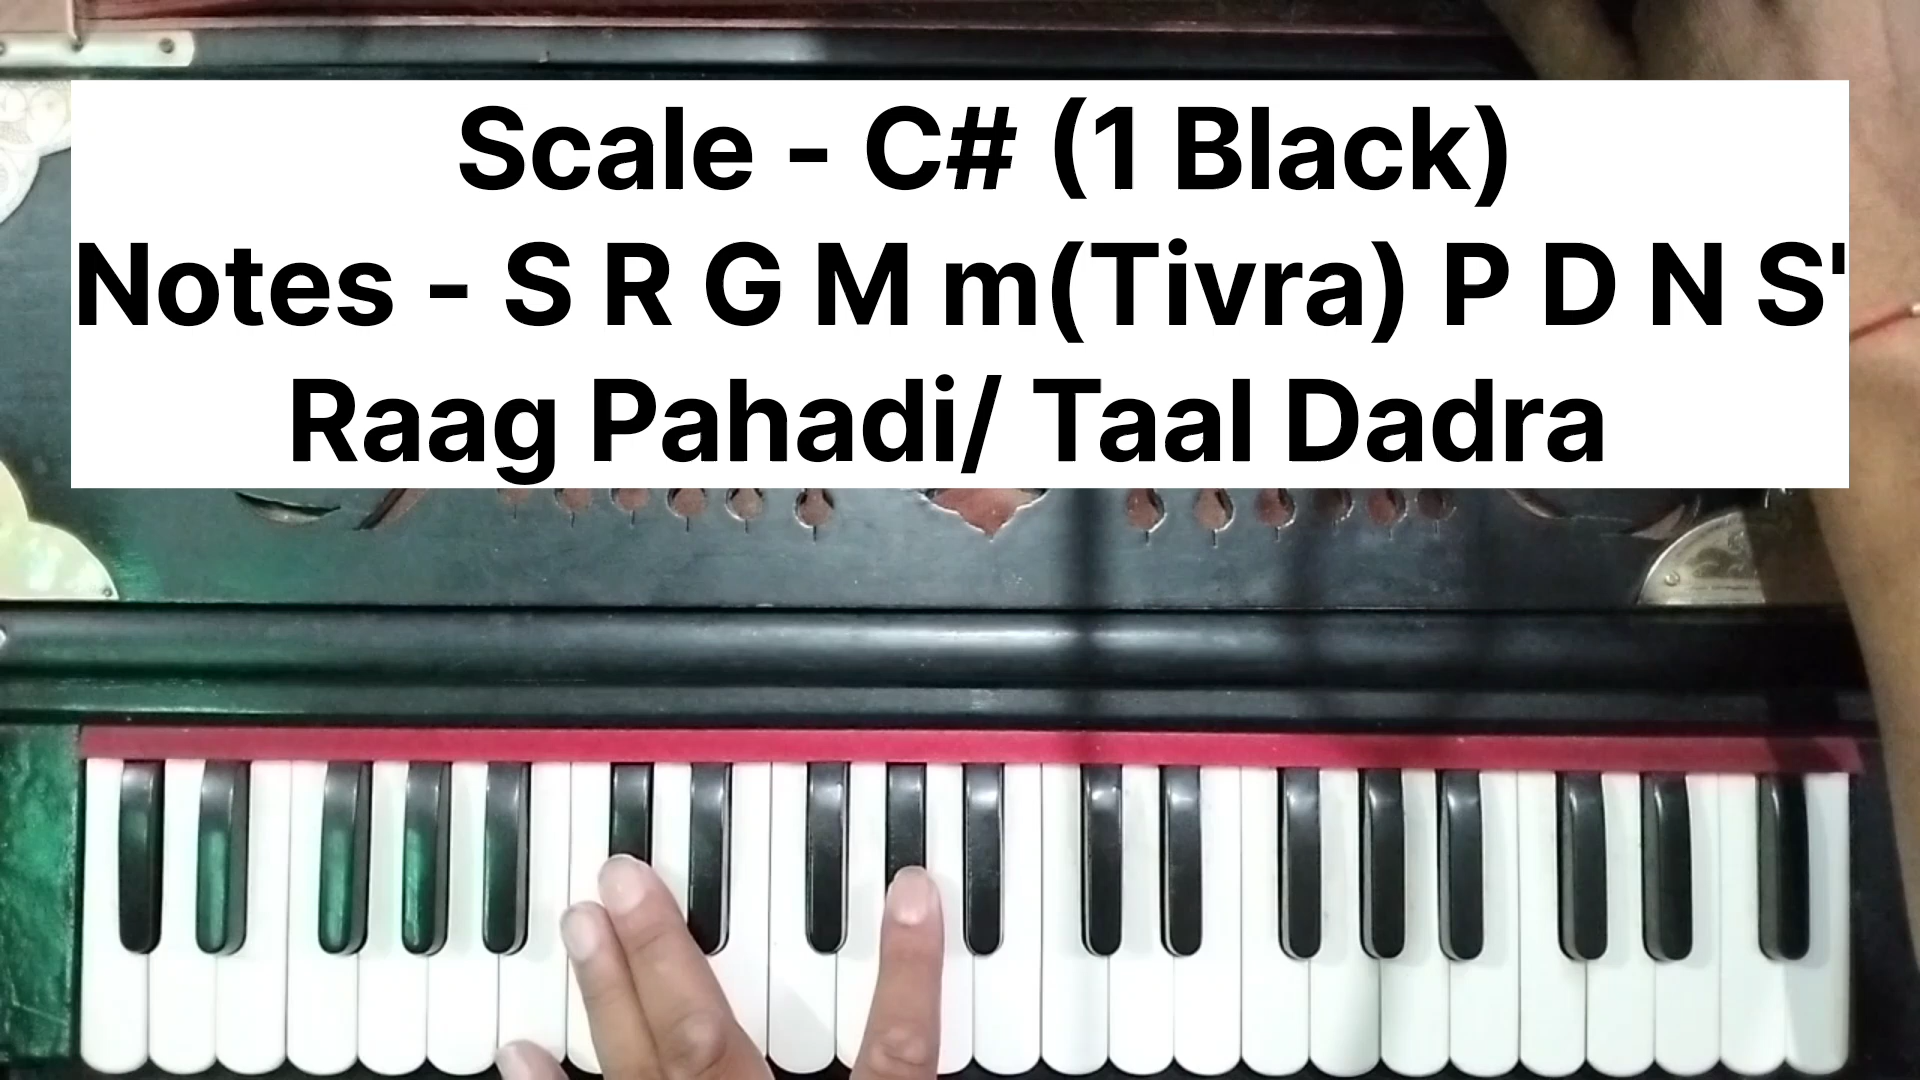 Scale - C# (1 Black)
Notes - S R G M m(Tivra) P D N S'
Raag Pahadi/ Taal Dadra